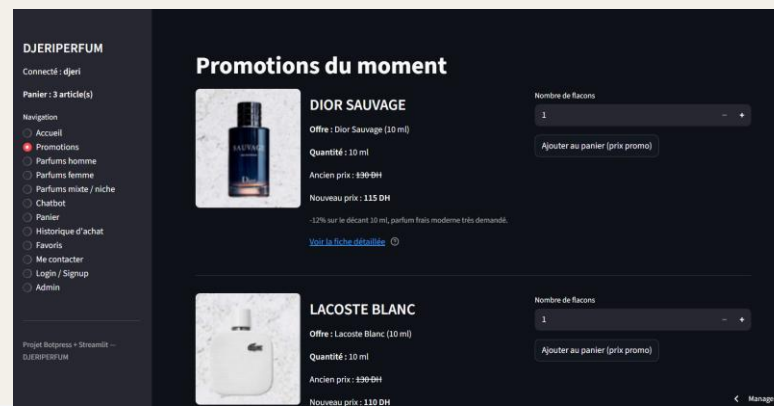 DJERIPERFUM
Connecté : djeri
Panier : 3 article(s)
Navigation
Accueil
Promotions
Parfums homme
Parfums femme
Parfums mixte / niche
Chatbot
Panier
Historique d'achat
Favoris
Me contacter
Login / Signup
Admin
Projet Botpress + Streamlit —
DJERIPERFUM
Promotions du moment
SAUVAGE
Dior
DIOR SAUVAGE
Offre : Dior Sauvage (10 ml)
Quantité : 10 ml
Ancien prix : 130 DH
Nouveau prix : 115 DH
-12% sur le décant 10 ml, parfum frais moderne très demandé.
Voir la fiche détaillée
Nombre de flacons
1
Ajouter au panier (prix promo)
LACOSTE BLANC
Offre : Lacoste Blanc (10 ml)
Quantité : 10 ml
Ancien prix : 130 DH
Nouveau prix : 110 DH
Nombre de flacons
1
Ajouter au panier (prix promo)
Manage